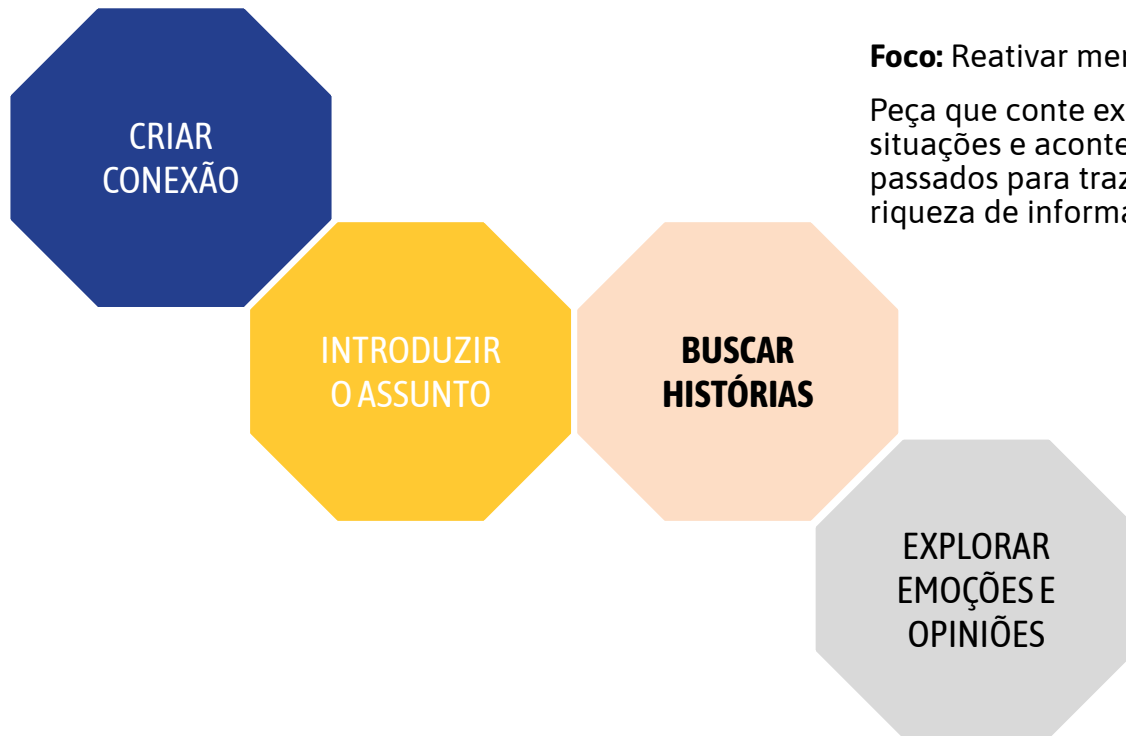 Foco: Reativar
Peça que conte
situações e
passados para
riqueza de
CRIAR
CONEXÃO
INTRODUZIR
O ASSUNTO
BUSCAR
HISTÓRIAS
EXPLORAR
EMOÇÕES E
OPINIÕES